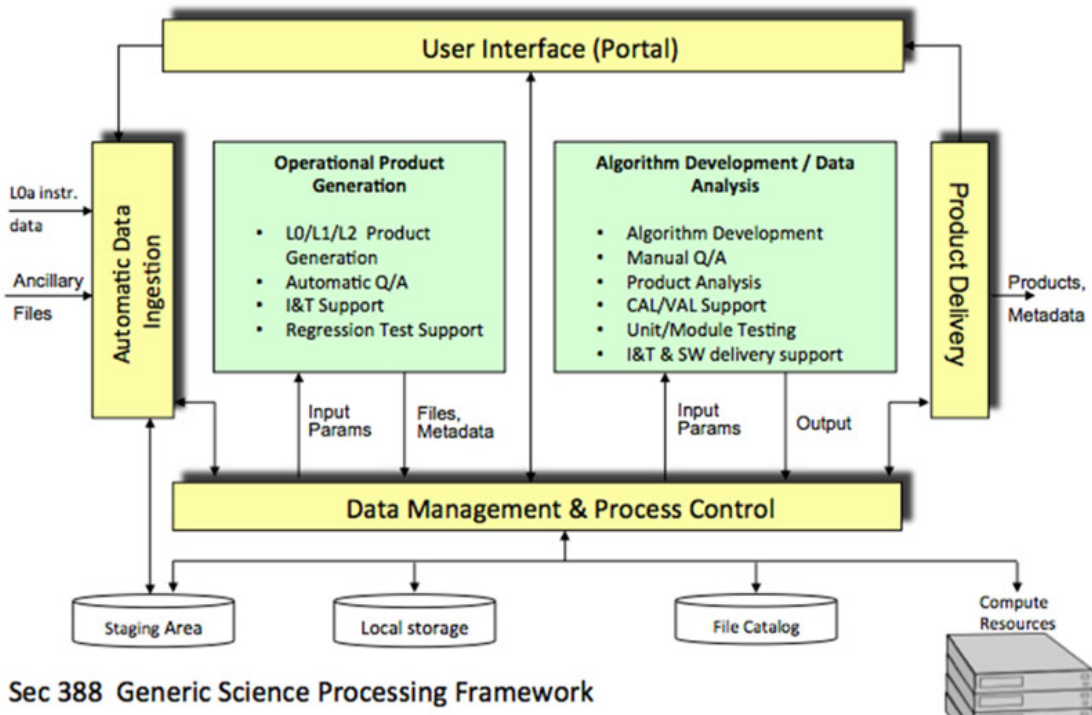 User Interface (Portal)
L0a instr.
data
Ancillary
Files
Automatic Data
Ingestion
Operational Product
Generation
• L0/L1/L2 Product
Generation
• Automatic Q/A
• I&T Support
• Regression Test Support
Algorithm Development / Data
Analysis
• Algorithm Development
• Manual Q/A
• Product Analysis
• CAL/VAL Support
• Unit/Module Testing
• I&T & SW delivery support
Product Delivery
Products,
Metadata
Input
Params
Files,
Metadata
Input
Params
Output
Data Management & Process Control
Staging Area
Local storage
File Catalog
Compute
Resources
Sec 388 Generic Science Processing Framework